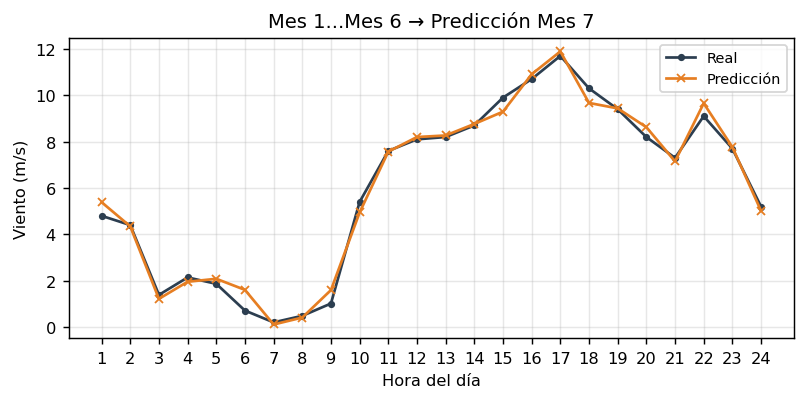 Mes 1...Mes 6 → Predicción Mes 7
Real
Predicción
Viento (m/s)
12
10
8
6
4
2
0
1 2 3 4 5 6 7 8 9 10 11 12 13 14 15 16 17 18 19 20 21 22 23 24
Hora del día